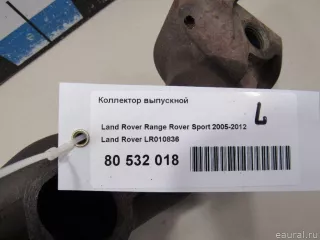 Коллектор выпускной
L
Land Rover Range Rover Sport 2005-2012
Land Rover LR010836
80 532 018
eaural.ru